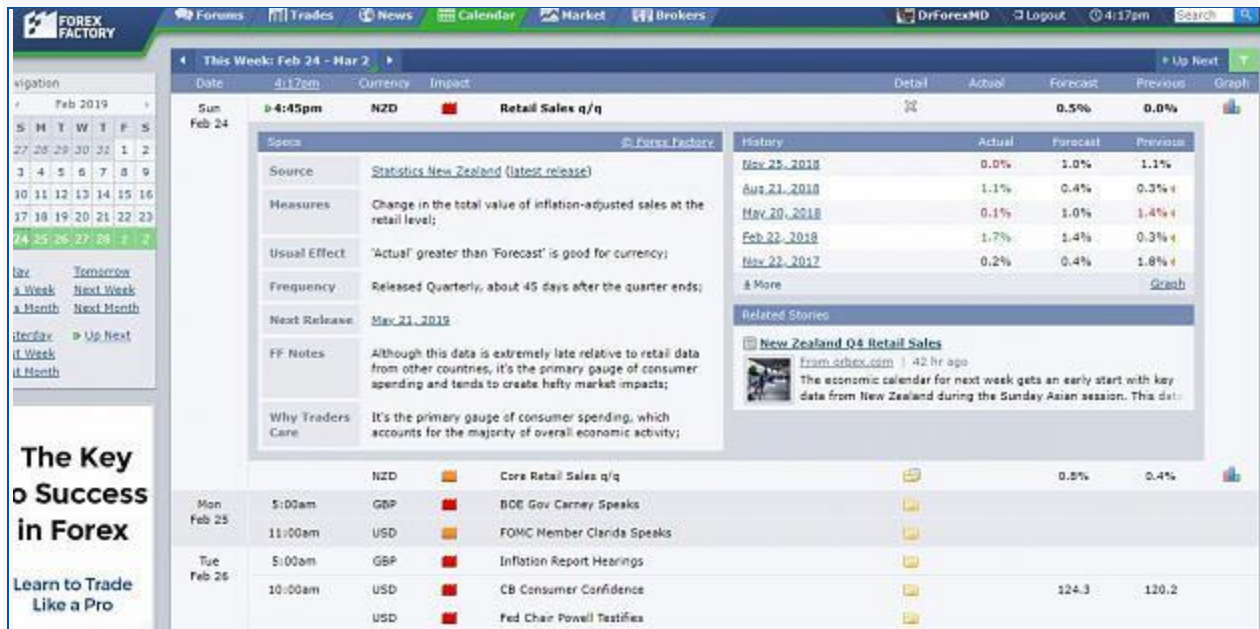 FOREX FACTORY
Forums Trades News Calendar Market Brokers DrForexMD Logout 4:17pm Search
This Week: Feb 24 - Mar 2 Up Next
Date 4:17pm Currency Impact Detail Actual Forecast Previous Graph
Sun Feb 24 4:45pm NZD Retail Sales q/q 0.5% 0.0%
vigation
Feb 2019
S M T W T F S
27 28 29 30 31 1 2
3 4 5 6 7 8 9
10 11 12 13 14 15 16
17 18 19 20 21 22 23
24 25 26 27 28 1 2
day Tomorrow
s Week Next Week
s Month Next Month
sterday Up Next
st Week
st Month
The Key
o Success
in Forex
Learn to Trade
Like a Pro
Specs © Forex Factory
Source Statistics New Zealand (latest release)
Measures Change in the total value of inflation-adjusted sales at the
retail level;
Usual Effect 'Actual' greater than 'Forecast' is good for currency;
Frequency Released Quarterly, about 45 days after the quarter ends;
Next Release May 21, 2019
FF Notes Although this data is extremely late relative to retail data
from other countries, it's the primary gauge of consumer
spending and tends to create hefty market impacts;
Why Traders Care It's the primary gauge of consumer spending, which
accounts for the majority of overall economic activity;
History Actual Forecast Previous
Nov 25, 2018 0.0% 1.0% 1.1%
Aug 21, 2018 1.1% 0.4% 0.3%
May 20, 2018 0.1% 1.0% 1.4%
Feb 22, 2018 1.7% 1.4% 0.3%
Nov 22, 2017 0.2% 0.4% 1.8%
More Graph
Related Stories
New Zealand Q4 Retail Sales
From orbex.com | 42 hr ago
The economic calendar for next week gets an early start with key
data from New Zealand during the Sunday Asian session. This data
NZD Core Retail Sales q/q 0.4%
Mon Feb 25 5:00am GBP BOE Gov Carney Speaks
11:00am USD FOMC Member Clarida Speaks
Tue Feb 26 5:00am GBP Inflation Report Hearings
10:00am USD CB Consumer Confidence 124.3 120.2
USD Fed Chair Powell Testifies